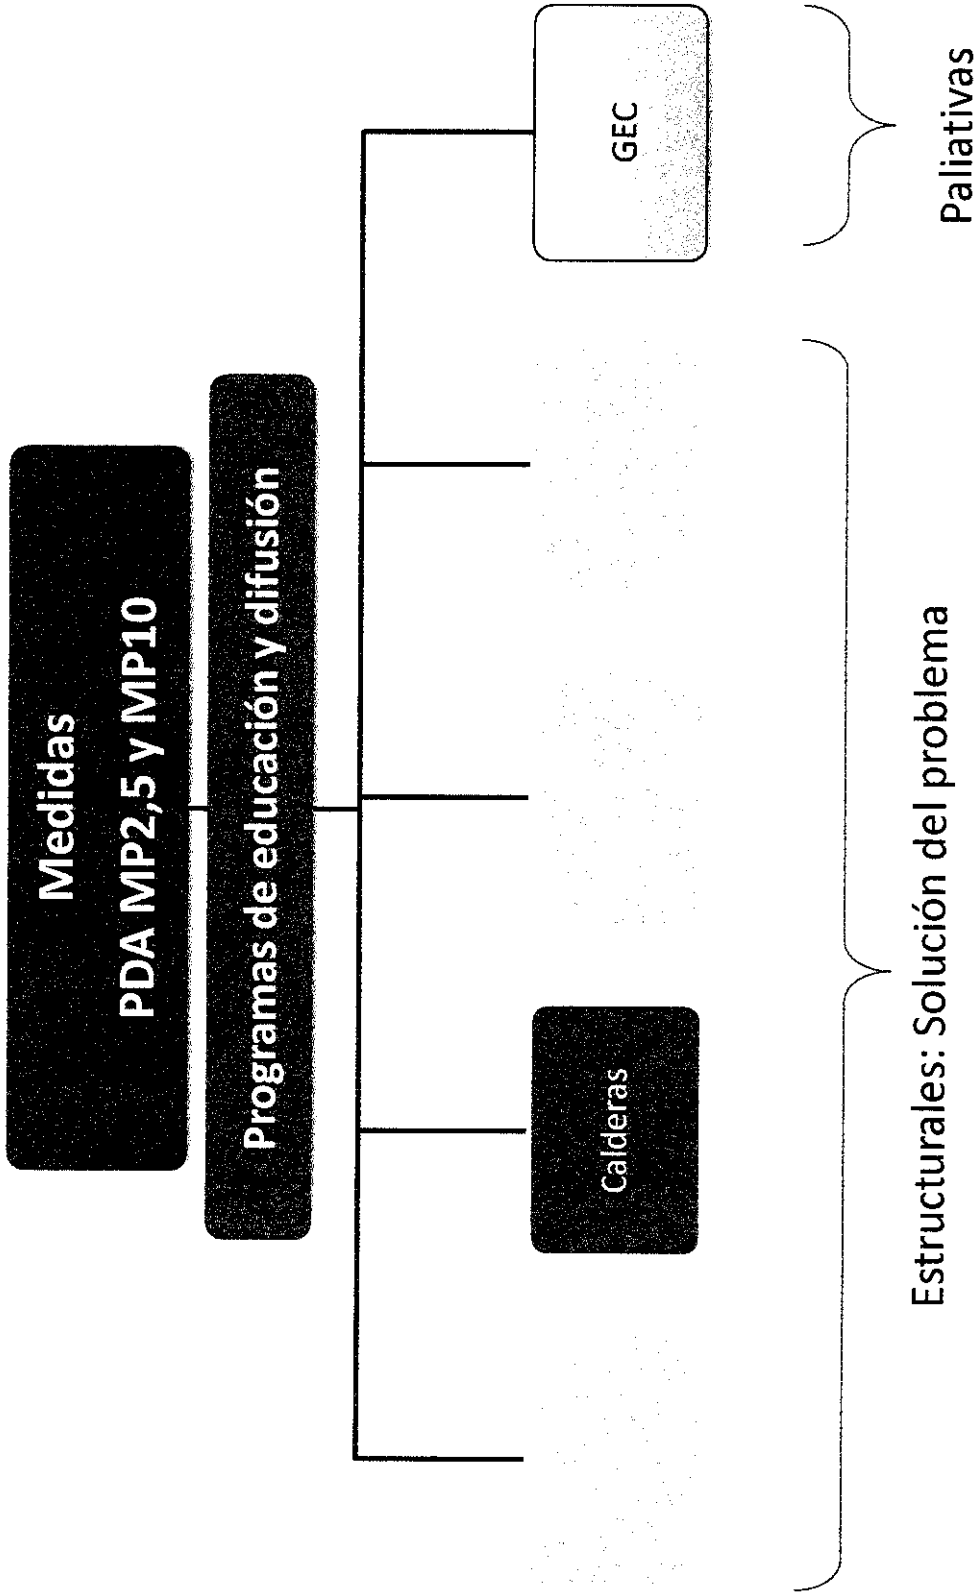 Medidas
PDA MP2,5 y MP10
Programas de educación y difusión
Calderas
GEC
Estructurales: Solución del problema
Paliativas